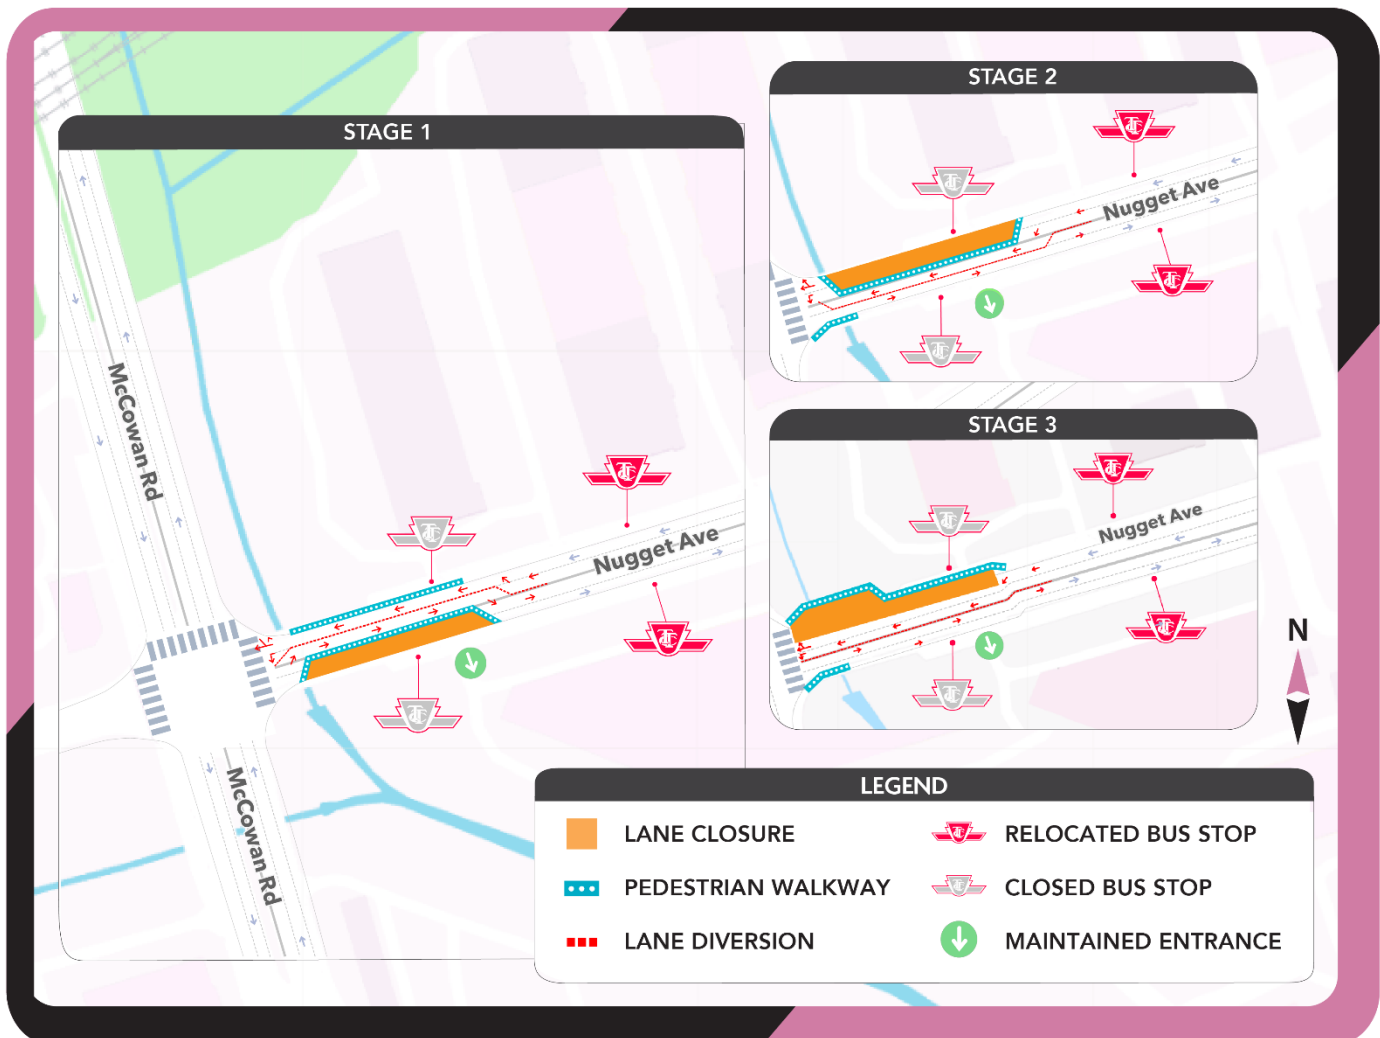 STAGE 1
McCowan Rd
Nugget Ave
McCowan Rd
STAGE 2
Nugget Ave
STAGE 3
Nugget Ave
N
LEGEND
LANE CLOSURE
RELOCATED BUS STOP
PEDESTRIAN WALKWAY
CLOSED BUS STOP
LANE DIVERSION
MAINTAINED ENTRANCE